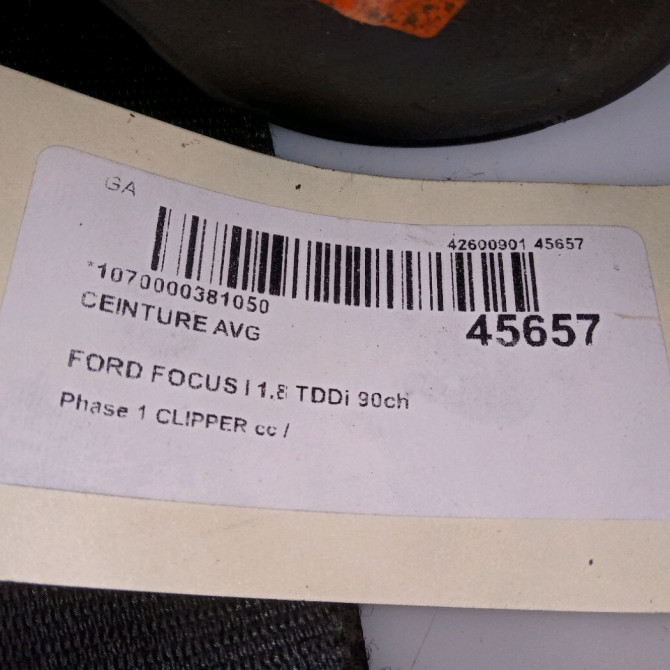 GA
42600901 45657
*1070000381050
45657
CEINTURE AVG
FORD FOCUS I 1.8 TDDi 90ch
Phase 1 CLIPPER cc /